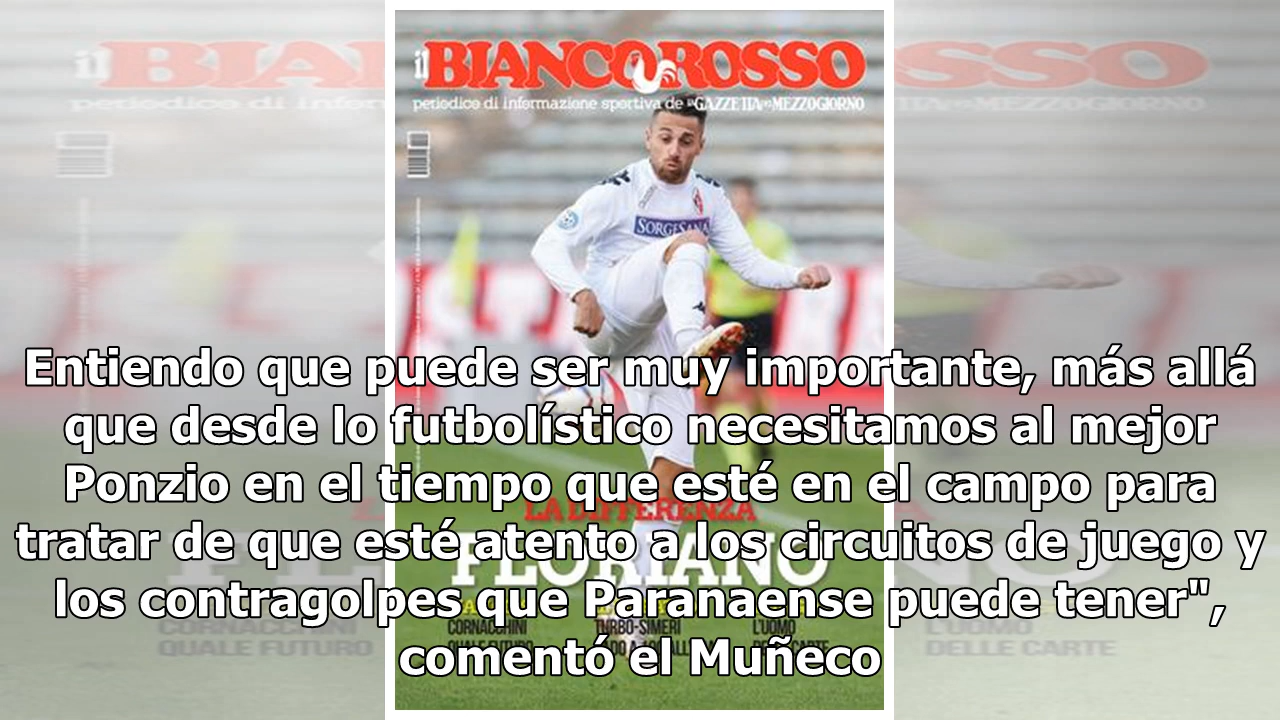 il BIANCOROSSO
periodico di informazione sportiva de LA GAZZETTA DEL MEZZOGIORNO
SORGESANA
Entiendo que puede ser muy importante, más allá
que desde lo futbolístico necesitamos al mejor
Ponzio en el tiempo que esté en el campo para
tratar de que esté atento a los circuitos de juego y
los contragolpes que Paranaense puede tener",
comentó el Muñeco
LA DIFFERENZA
FLORIANO
CORNACCHINI
QUALE FUTURO
TURBO-SIMERI
L'UOMO
DELLE CARTE